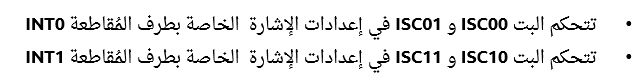 • تتحكم البت ISC00 و ISC01 في إعدادات الإشارة الخاصة بطرف المُقاطعة INT0
• تتحكم البت ISC10 و ISC11 في إعدادات الإشارة الخاصة بطرف المُقاطعة INT1